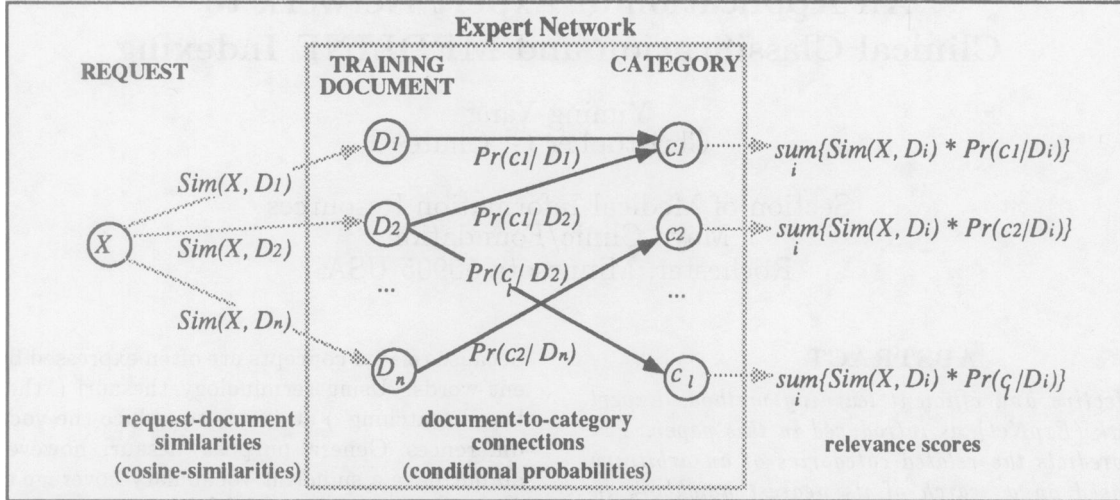 Expert Network
REQUEST
TRAINING
DOCUMENT
CATEGORY
D1
Pr(c1/ D1)
c1
sum{Sim(X, Di) * Pr(c1/Di)}
i
Sim(X, D1)
Pr(c1/ D2)
X
Sim(X, D2)
D2
c2
sum{Sim(X, Di) * Pr(c2/Di)}
i
Pr(c / D2)
l
...
...
Sim(X, Dn)
Pr(c2/ Dn)
Dn
c l
sum{Sim(X, Di) * Pr(c/Di)}
i
l
request-document
similarities
(cosine-similarities)
document-to-category
connections
(conditional probabilities)
relevance scores